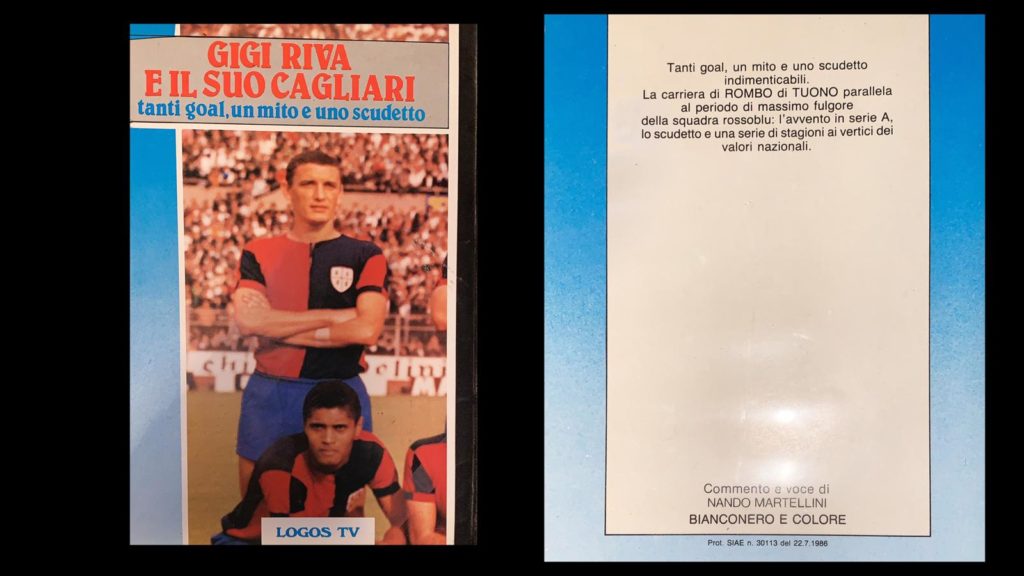 GIGI RIVA
E IL SUO CAGLIARI
tanti goal, un mito e uno scudetto
LOGOS TV
Tanti goal, un mito e uno scudetto
indimenticabili.
La carriera di ROMBO di TUONO parallela
al periodo di massimo fulgore
della squadra rossoblu: l'avvento in serie A,
lo scudetto e una serie di stagioni ai vertici dei
valori nazionali.
Commento e voce di
NANDO MARTELLINI
BIANCONERO E COLORE
Prot. SIAE n. 30113 del 22.7.1986